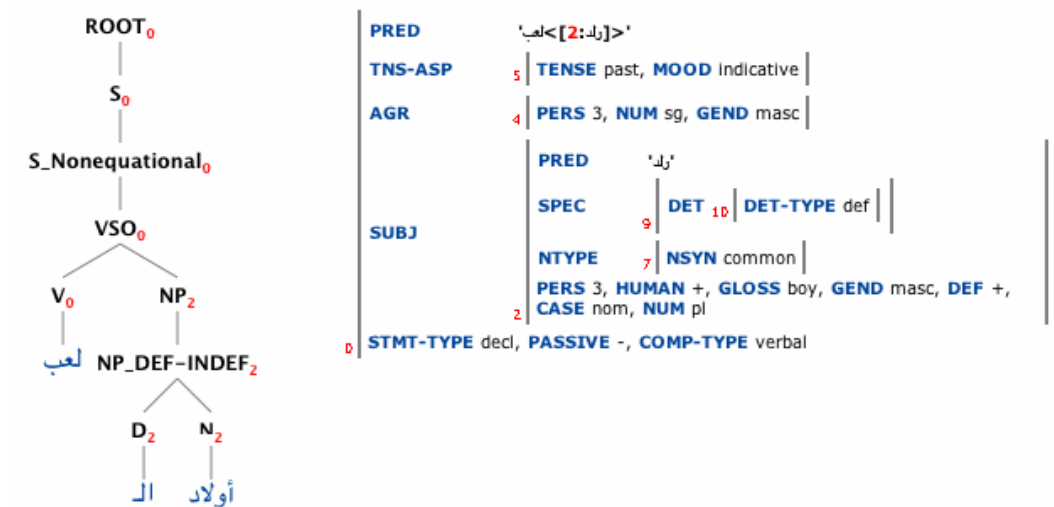 ROOT0
S0
S_Nonequational0
VSO0
V0 NP2
لعب NP_DEF-INDEF2
D2 N2
الـ أولاد
PRED 'لعب<[2:ولد]>'
TNS-ASP 5 TENSE past, MOOD indicative
AGR 4 PERS 3, NUM sg, GEND masc
PRED 'ولد'
SPEC 9 DET 10 DET-TYPE def
SUBJ
NTYPE 7 NSYN common
PERS 3, HUMAN +, GLOSS boy, GEND masc, DEF +,
2 CASE nom, NUM pl
0 STMT-TYPE decl, PASSIVE -, COMP-TYPE verbal